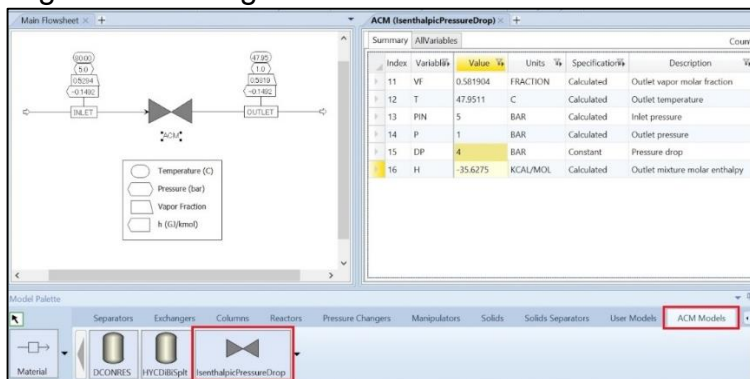 Main Flowsheet × +
90.00
5.0
0.5294
-0.1492
INLET
47.95
1.0
0.5819
-0.1492
OUTLET
ACM
Temperature (C)
Pressure (bar)
Vapor Fraction
h (GJ/kmol)
ACM (IsenthalpicPressureDrop) × +
Summary AllVariables
Index Value Units Description
11 VF 0.581904 FRACTION Calculated Outlet vapor molar fraction
12 T 47.9511 C Calculated Outlet temperature
13 PIN 5 BAR Calculated Inlet pressure
14 P 1 BAR Calculated Outlet pressure
15 DP 4 BAR Constant Pressure drop
16 H -35.6275 KCAL/MOL Calculated Outlet mixture molar enthalpy
Model Palette
Separators Exchangers Columns Reactors Pressure Changers Manipulators Solids Solids Separators User Models ACM Models
Material
DCONRES HYCDiBiSplt IsenthalpicPressureDrop